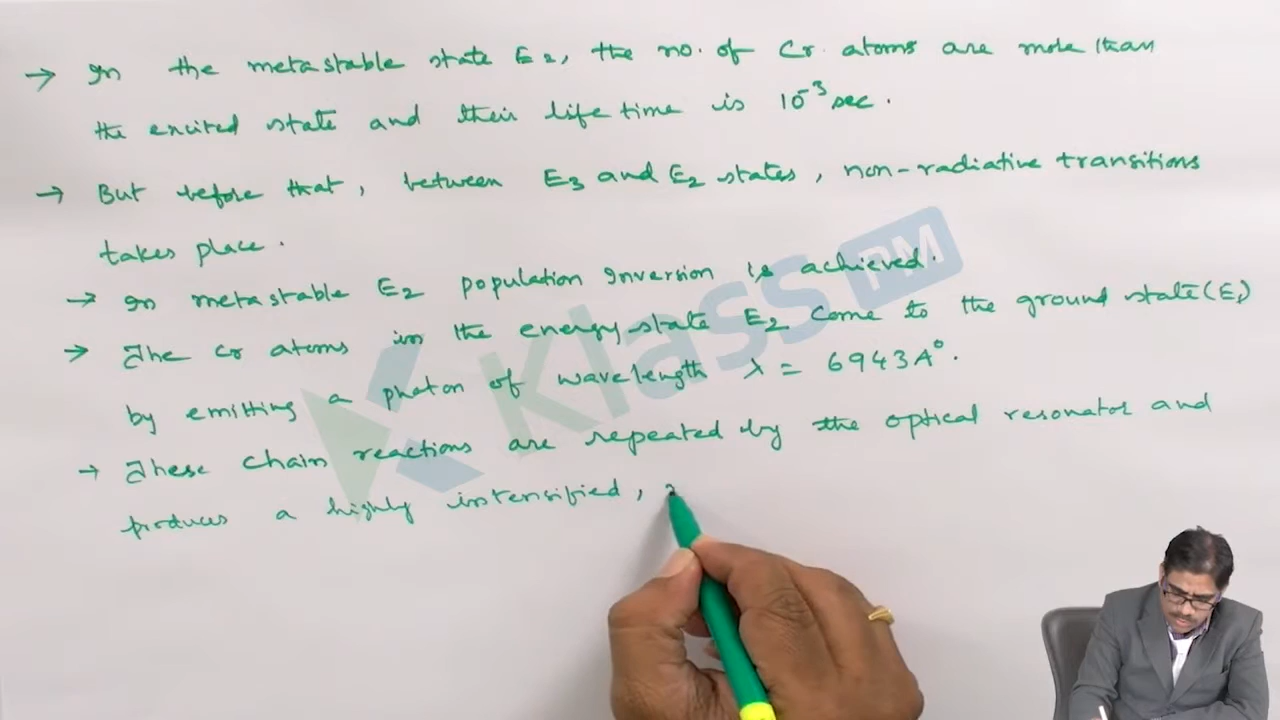 → In the metastable state E2, the no. of Cr. atoms are more than
the excited state and their life time is 10⁻³ sec.
→ But before that, between E3 and E2 states, non-radiative transitions
takes place.
→ In metastable E2 population Inversion is achieved.
→ The Cr atoms in the energy state E2 come to the ground state (E1)
by emitting a photon of wavelength λ = 6943A°.
→ These chain reactions are repeated by the optical resonator and
produces a highly intensified,
Klass PM